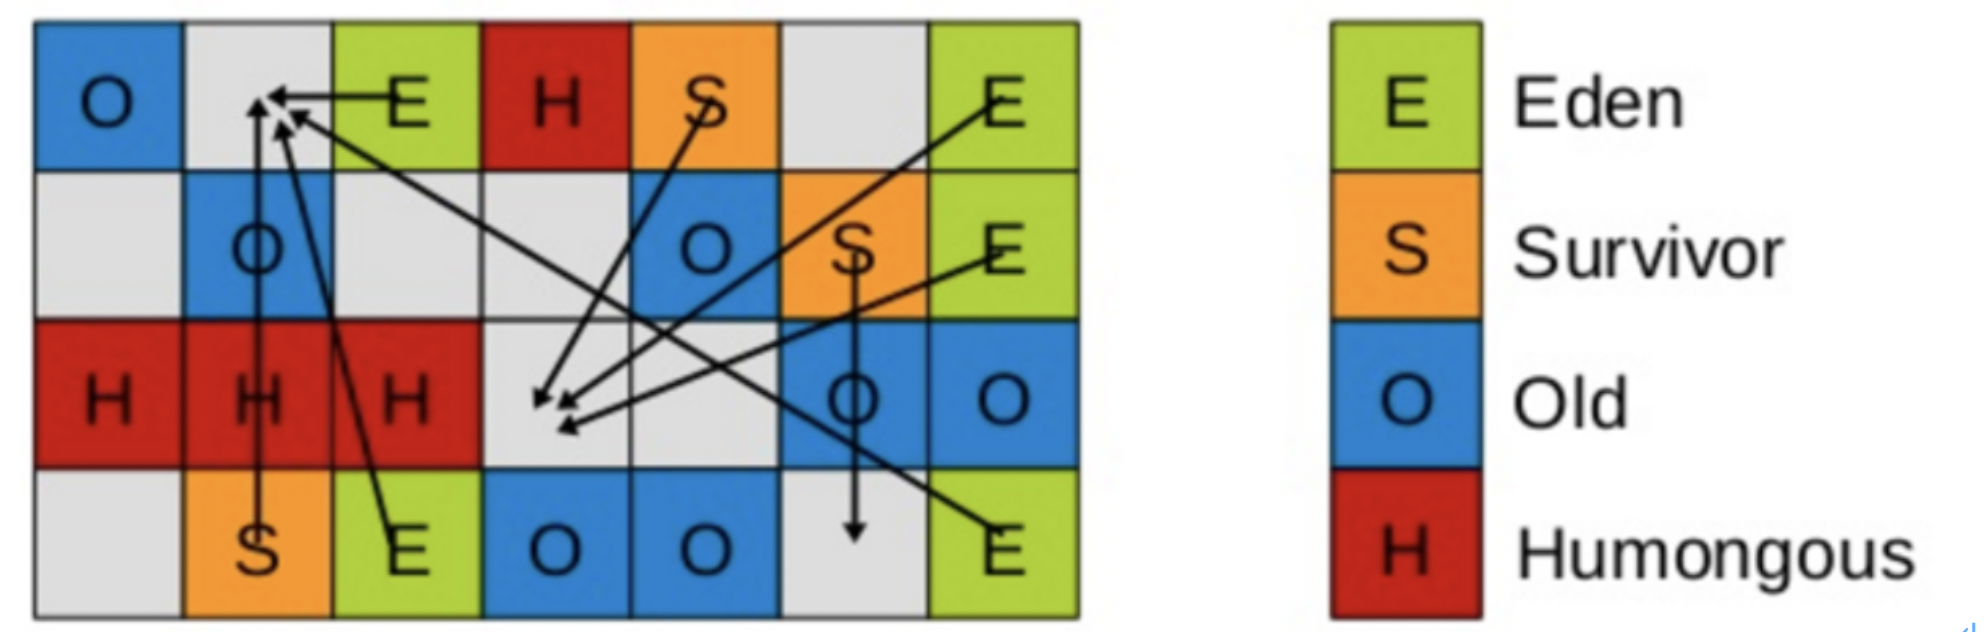 O E H S E E Eden
O O S E S Survivor
H H H O O O Old
S E O O E H Humongous